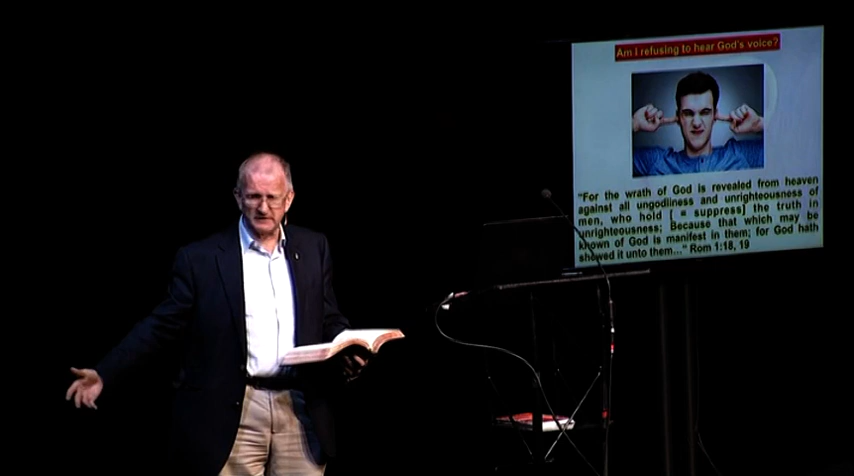 Am I refusing to hear God's voice?
"For the wrath of God is revealed from heaven
against all ungodliness and unrighteousness of
men, who hold [ = suppress] the truth in
unrighteousness; Because that which may be
known of God is manifest in them; for God hath
showed it unto them..." Rom 1:18, 19